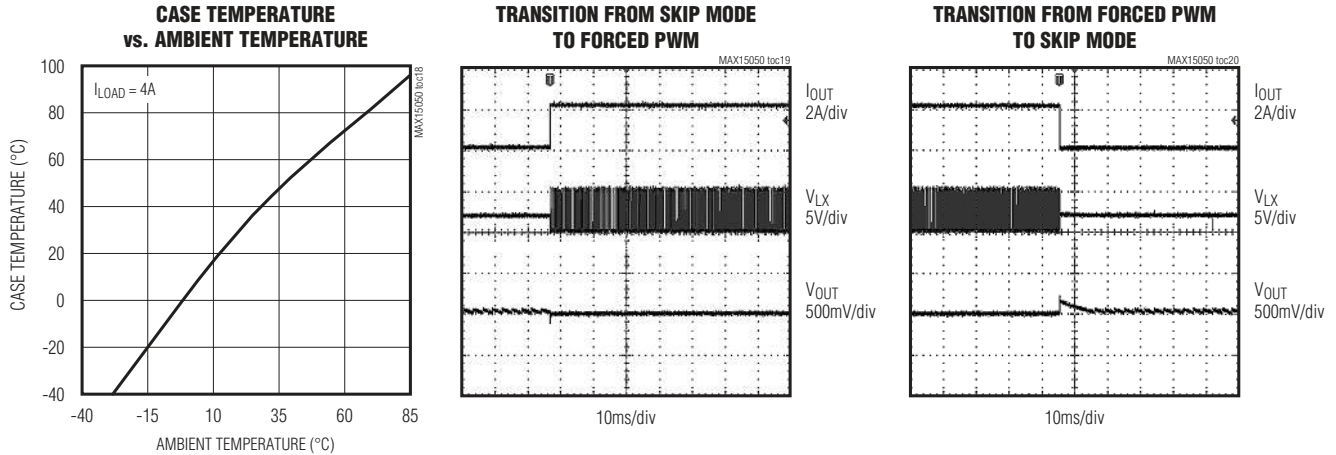 CASE TEMPERATURE
vs. AMBIENT TEMPERATURE
MAX15050 toc18
ILOAD = 4A
CASE TEMPERATURE (°C)
100
80
60
40
20
0
-20
-40
-40 -15 10 35 60 85
AMBIENT TEMPERATURE (°C)
TRANSITION FROM SKIP MODE
TO FORCED PWM
MAX15050 toc19
IOUT
2A/div
VLX
5V/div
VOUT
500mV/div
10ms/div
TRANSITION FROM FORCED PWM
TO SKIP MODE
MAX15050 toc20
IOUT
2A/div
VLX
5V/div
VOUT
500mV/div
10ms/div